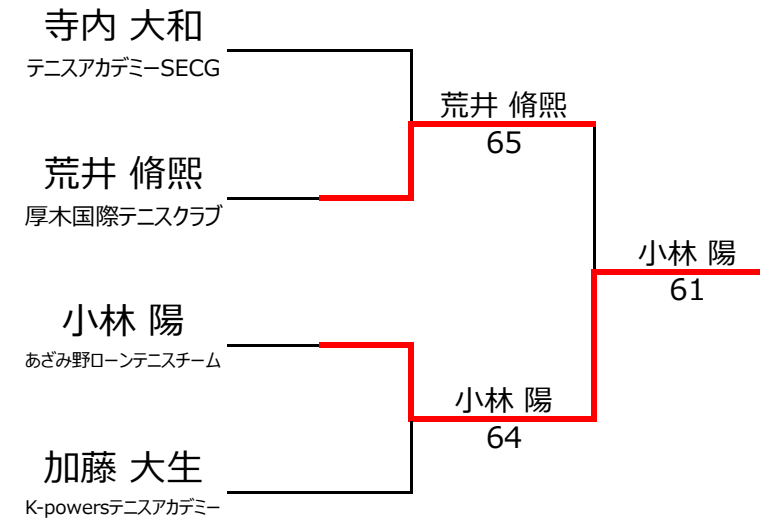 寺内 大和
テニスアカデミーSECG
荒井 脩熙
65
荒井 脩熙
厚木国際テニスクラブ
小林 陽
61
小林 陽
あざみ野ローンテニスチーム
小林 陽
64
加藤 大生
K-powersテニスアカデミー